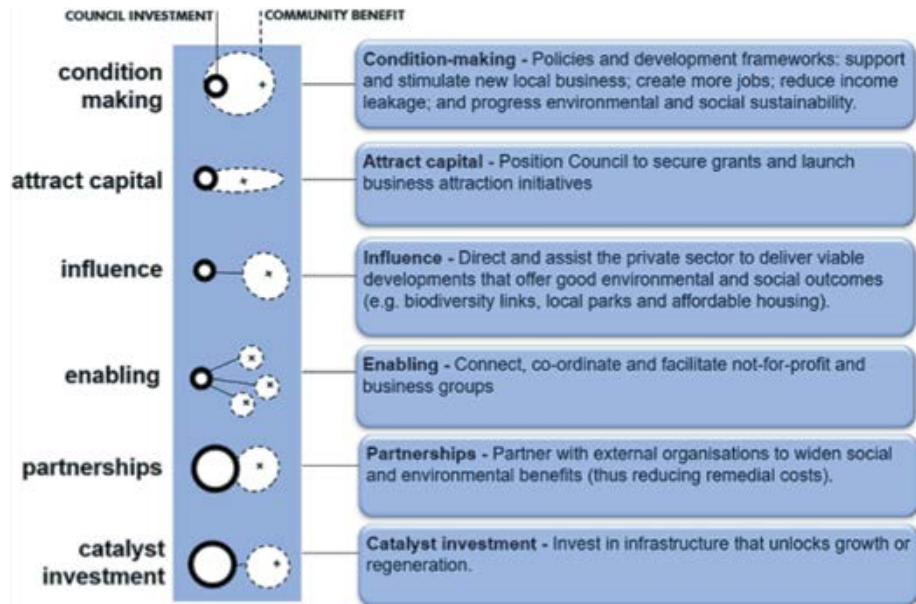 COUNCIL INVESTMENT
COMMUNITY BENEFIT
condition
making
Condition-making - Policies and development frameworks: support
and stimulate new local business; create more jobs; reduce income
leakage; and progress environmental and social sustainability.
attract capital
Attract capital - Position Council to secure grants and launch
business attraction initiatives
influence
Influence - Direct and assist the private sector to deliver viable
developments that offer good environmental and social outcomes
(e.g. biodiversity links, local parks and affordable housing).
enabling
Enabling - Connect, co-ordinate and facilitate not-for-profit and
business groups
partnerships
Partnerships - Partner with external organisations to widen social
and environmental benefits (thus reducing remedial costs).
catalyst
investment
Catalyst investment - Invest in infrastructure that unlocks growth or
regeneration.